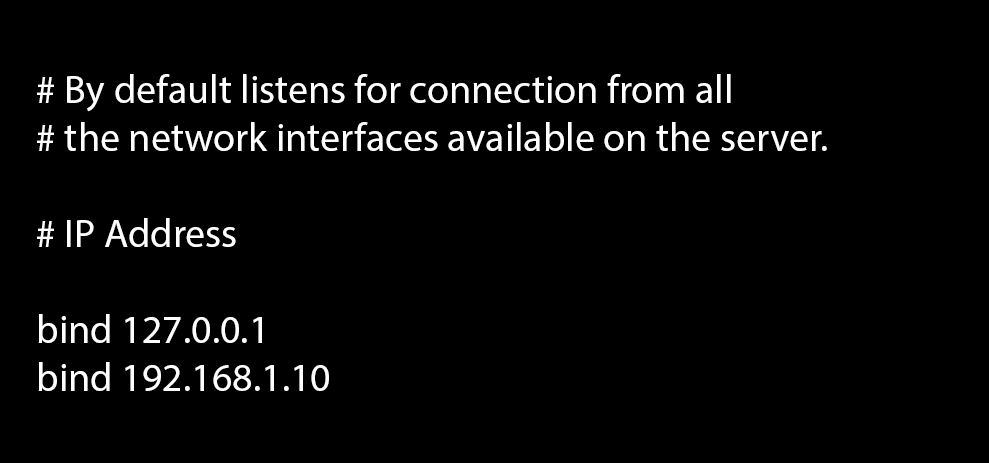 # By default listens for connection from all
# the network interfaces available on the server.
# IP Address
bind 127.0.0.1
bind 192.168.1.10